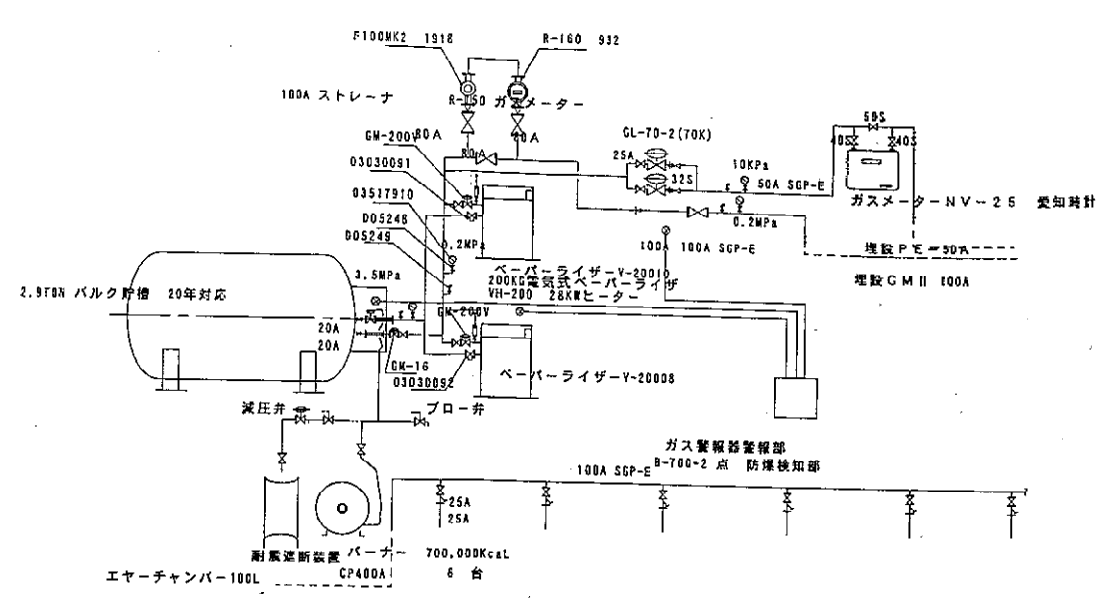 F100MK2 1918
R-160 932
100A ストレーナ
R-150 ガスメーター
GM-200V
80A
80A
80A
03030091
03517910
D05248
D05249
0.2MPa
GL-70-2(70K)
25A
32S
10KPa
50A SGP-E
50S
40S
40S
ガスメーターNV-25 愛知時計
0.2MPa
100A 100A SGP-E
埋設PE-50A
埋設GMII 100A
ベーパーライザーV-20010
200KG電気式ベーパーライザ
VH-200 28KWヒーター
3.5MPa
2.9TON バルク貯槽 20年対応
20A
20A
GM-200V
GM-16
03030092
ベーパーライザーV-20008
減圧弁
ブロー弁
ガス警報器警報部
B-700-2 点 防爆検知部
100A SGP-E
25A
25A
耐震遮断装置
バーナー 700,000KcaL
エヤーチャンバー100L
CP400A
6 台